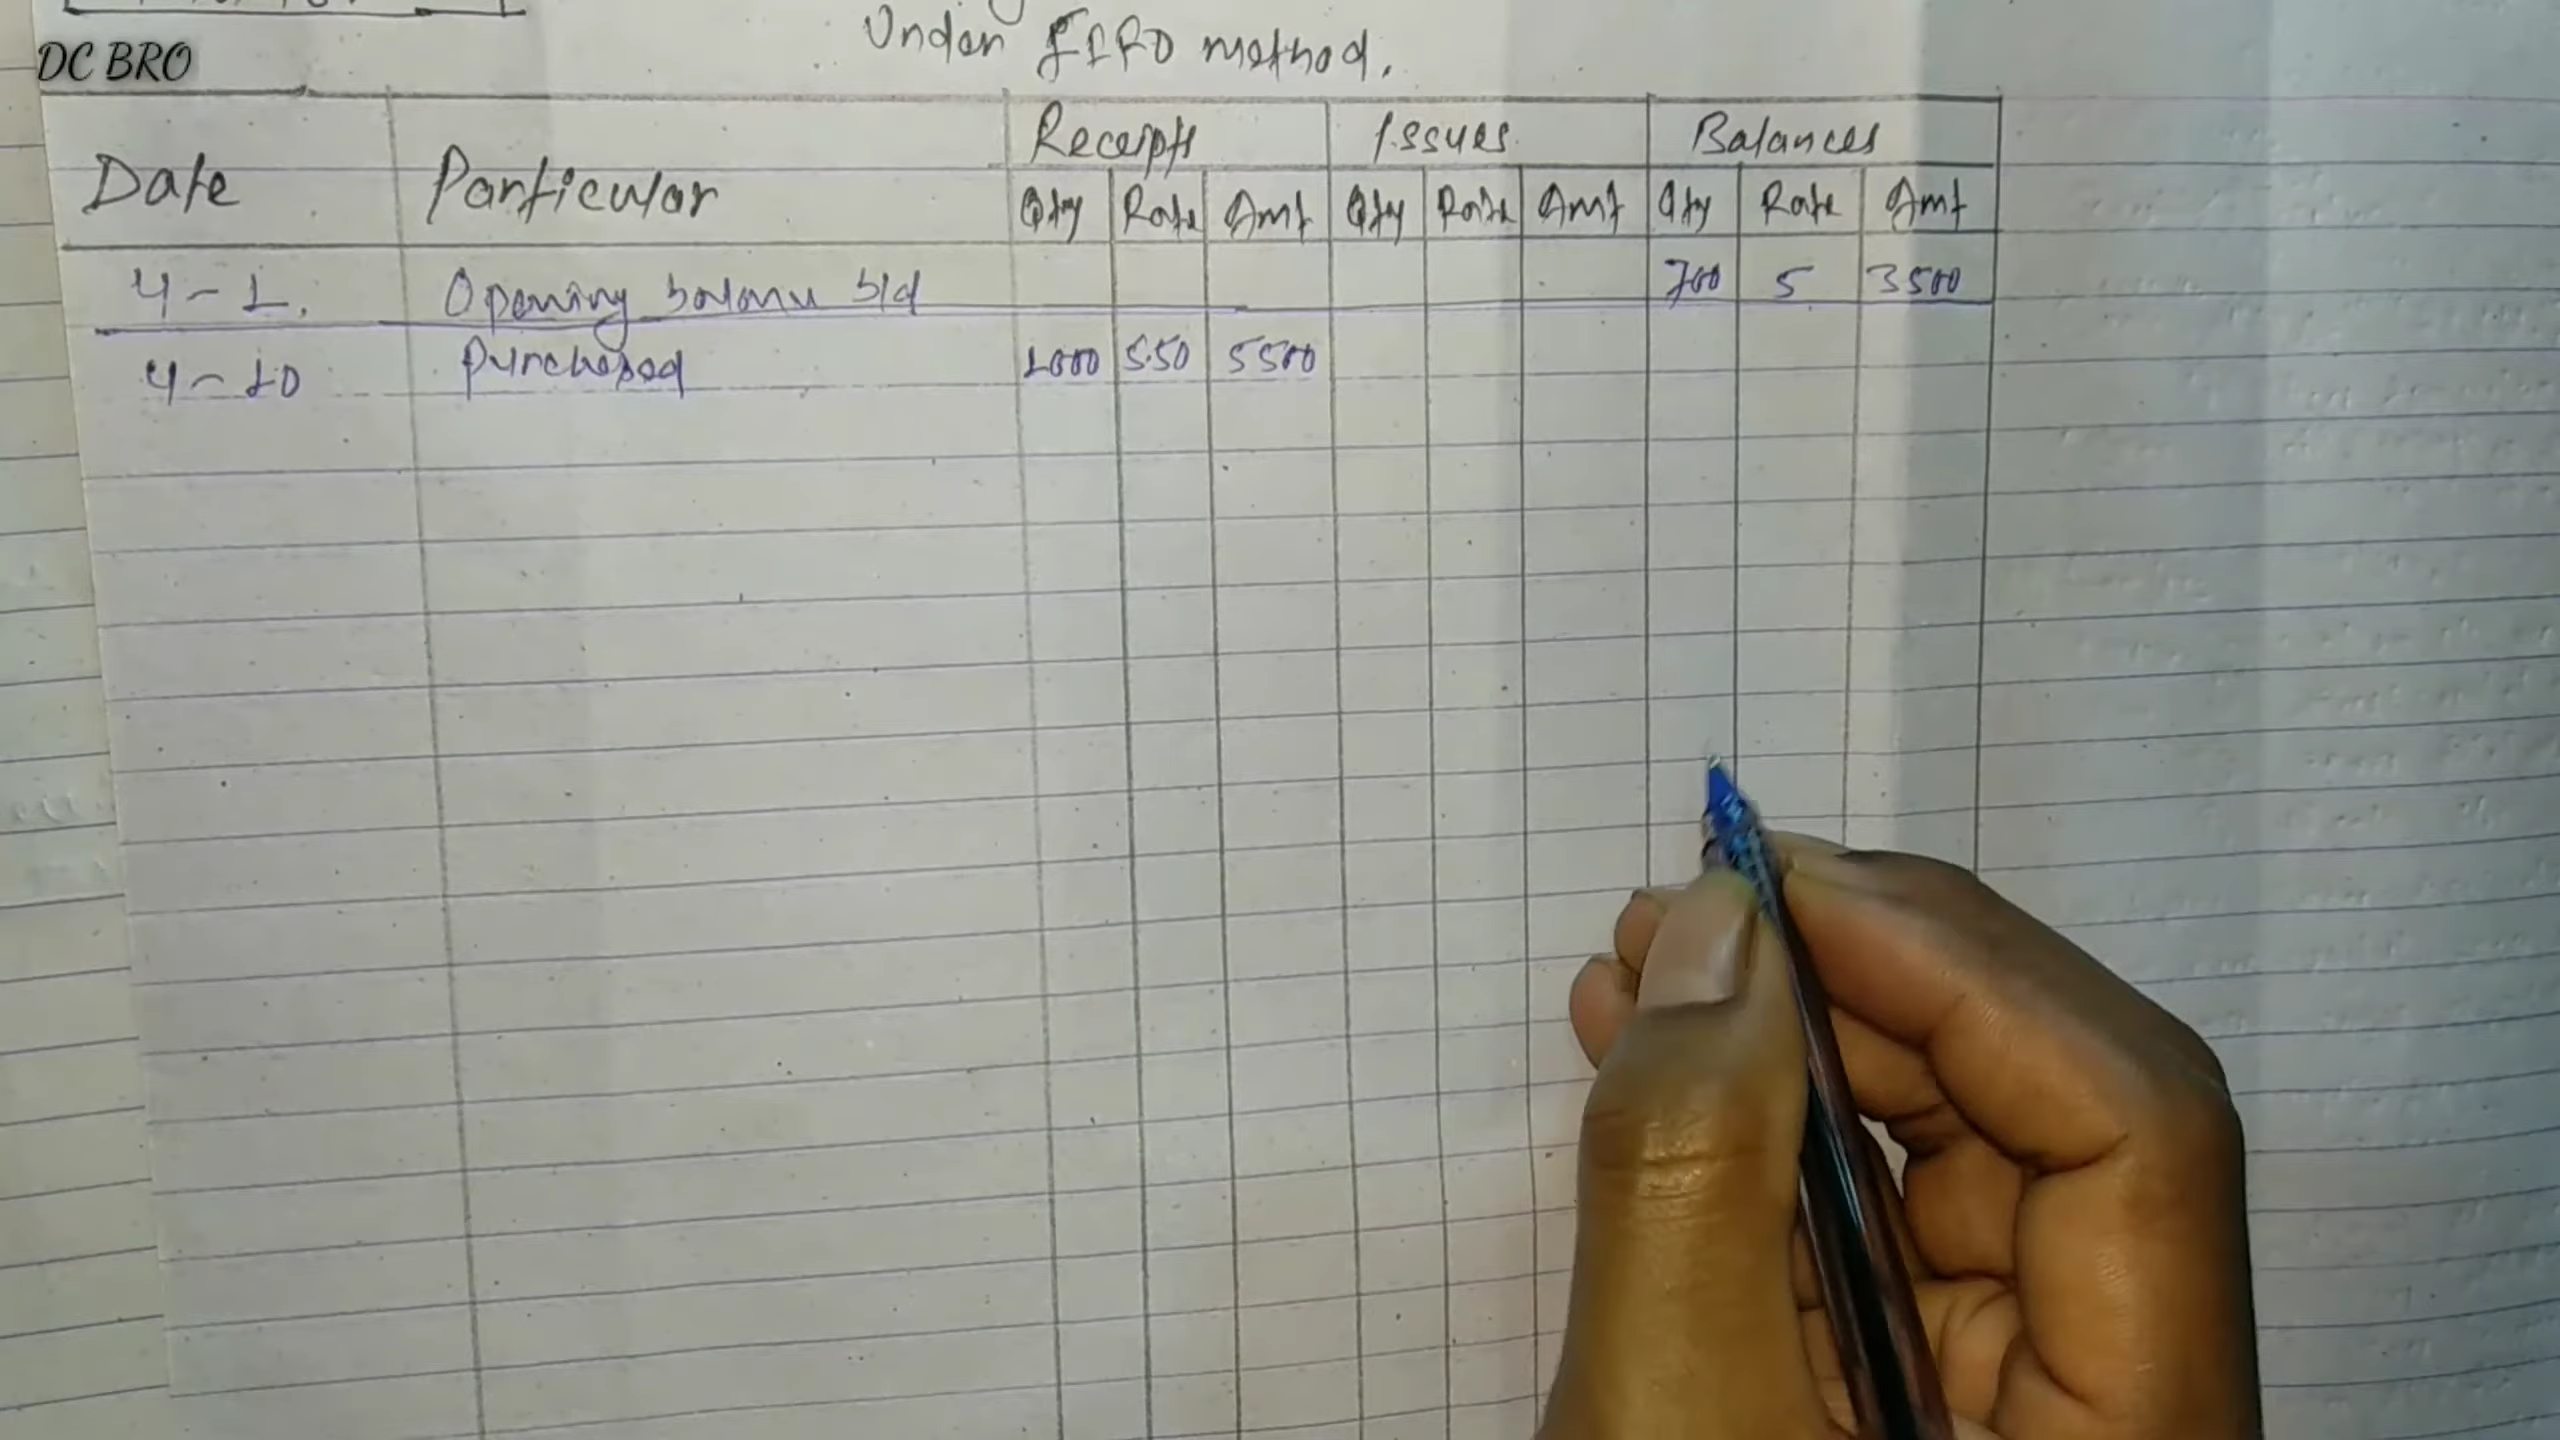 DC BRO
Under FIFO method.
Date Particular Receipts Issues Balances
Qty Rate Amt Qty Rate Amt Qty Rate Amt
4-1. Opening balance b/d 700 5 3500
4-10 Purchased 1000 5.50 5500